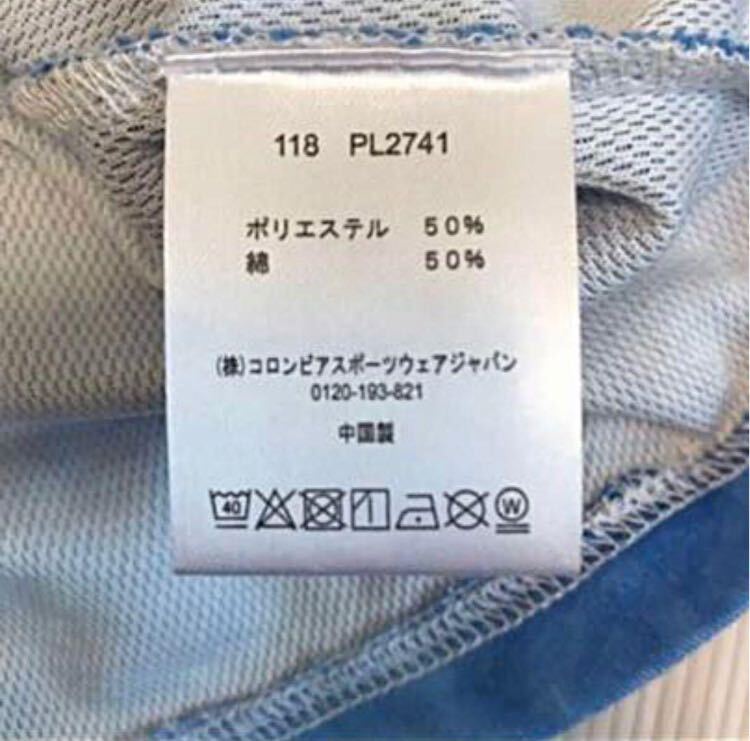 118 PL2741
ポリエステル 50%
綿 50%
(株)コロンビアスポーツウェアジャパン
0120-193-821
中国製
40 W